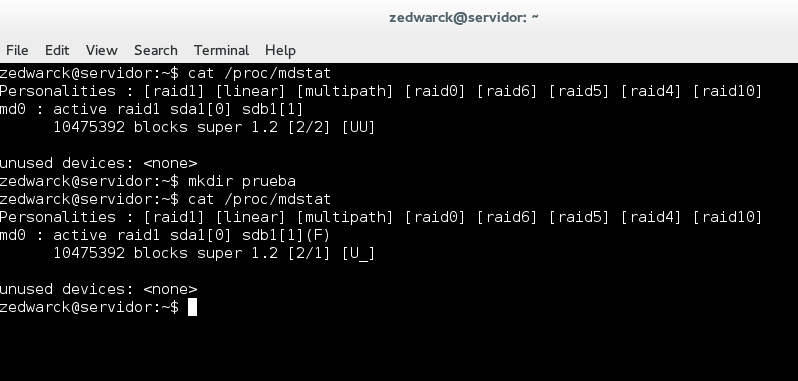 zedwarck@servidor: ~
File Edit View Search Terminal Help
zedwarck@servidor:~$ cat /proc/mdstat
Personalities : [raid1] [linear] [multipath] [raid0] [raid6] [raid5] [raid4] [raid10]
md0 : active raid1 sda1[0] sdb1[1]
      10475392 blocks super 1.2 [2/2] [UU]

unused devices: <none>
zedwarck@servidor:~$ mkdir prueba
zedwarck@servidor:~$ cat /proc/mdstat
Personalities : [raid1] [linear] [multipath] [raid0] [raid6] [raid5] [raid4] [raid10]
md0 : active raid1 sda1[0] sdb1[1](F)
      10475392 blocks super 1.2 [2/1] [U_]

unused devices: <none>
zedwarck@servidor:~$